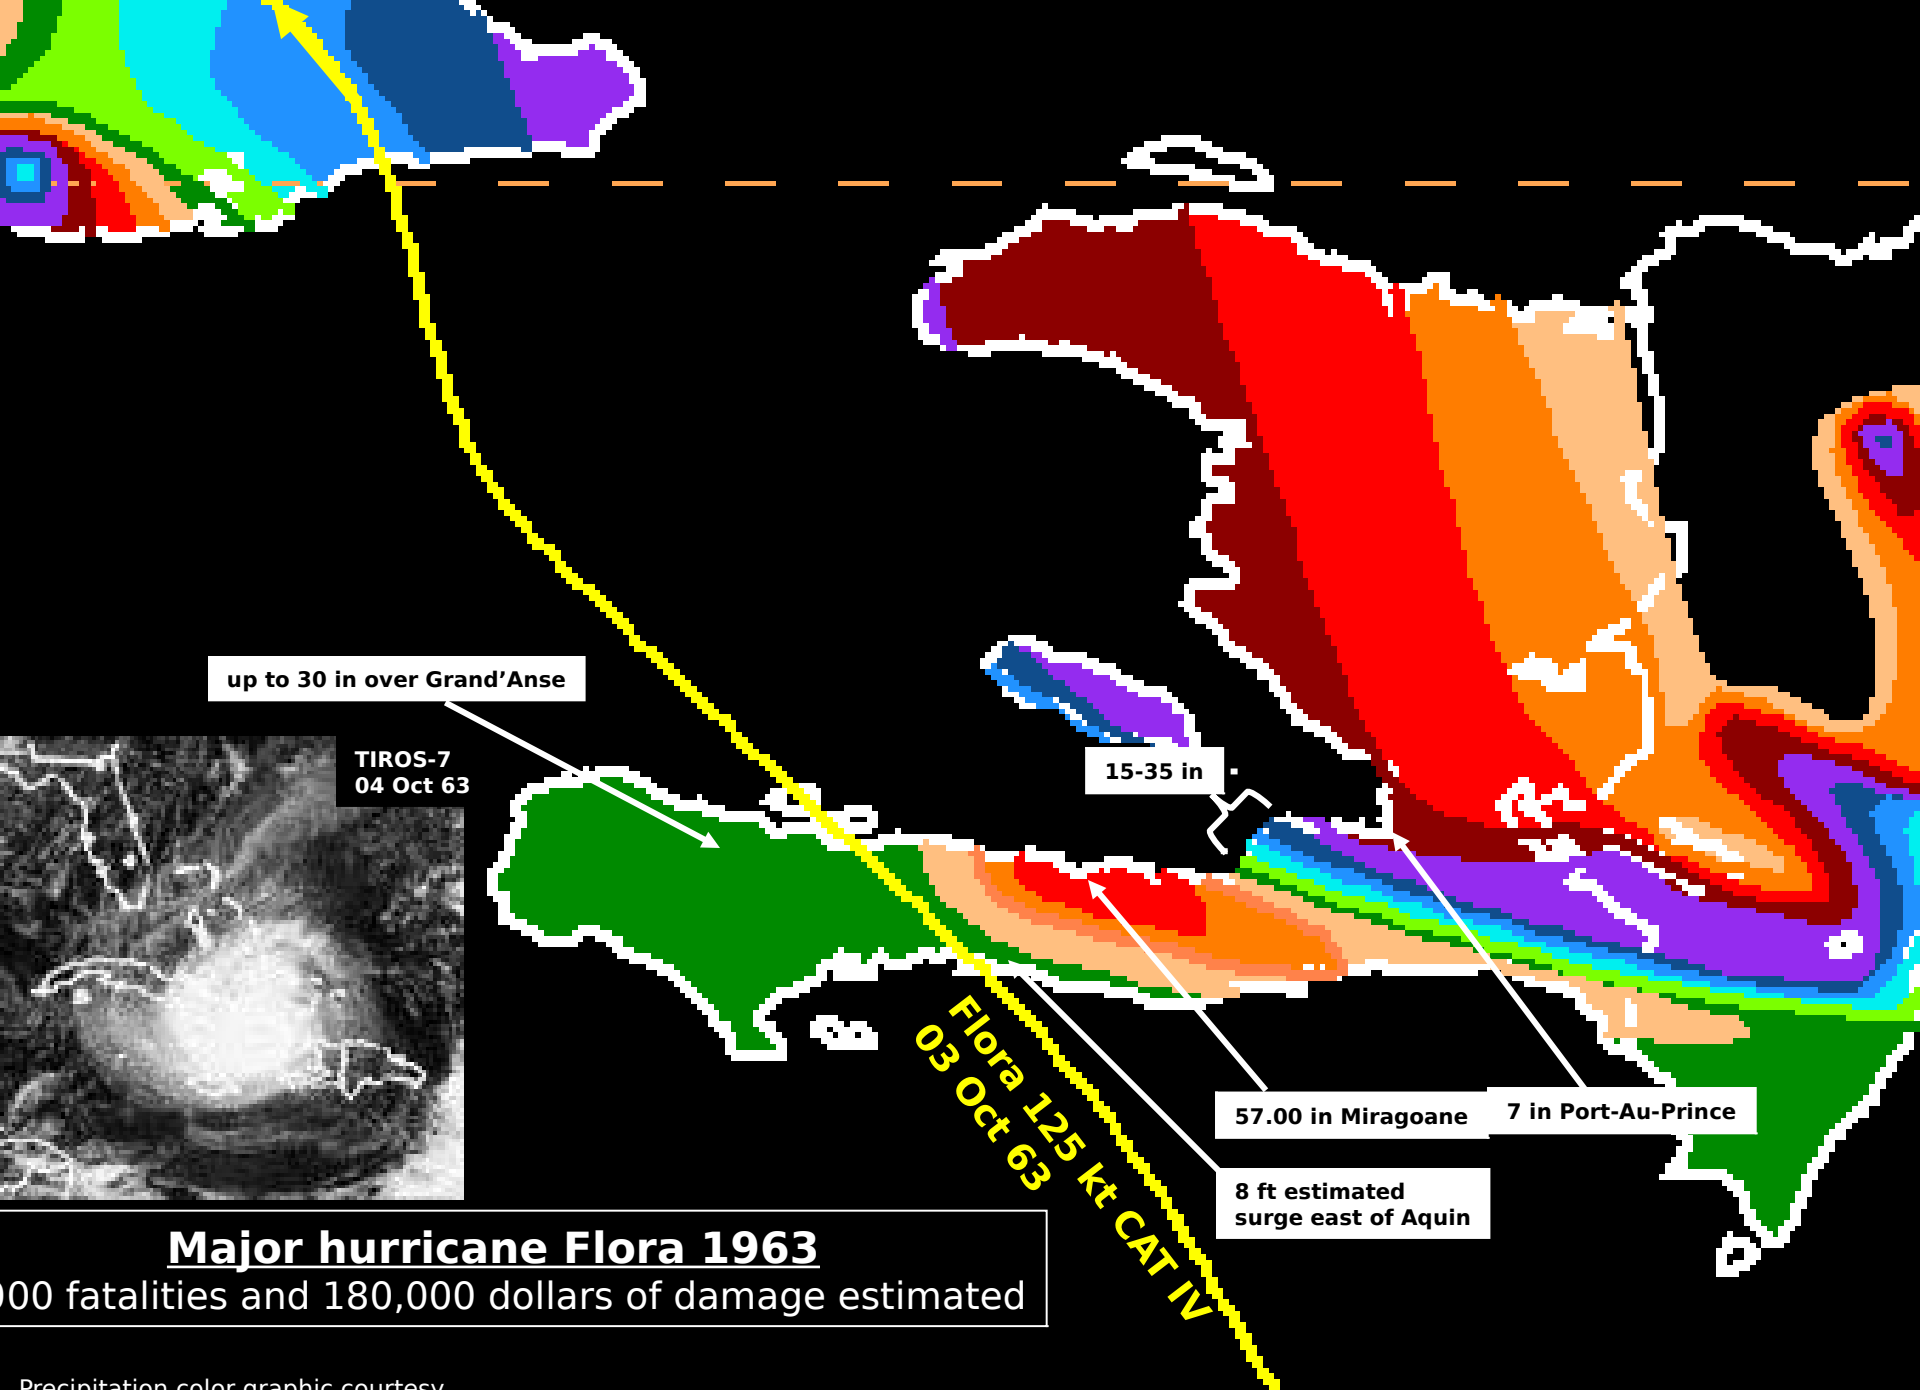 up to 30 in over Grand’Anse
TIROS-7
04 Oct 63
15-35 in
Flora 125 kt CAT IV
03 Oct 63
57.00 in Miragoane
7 in Port-Au-Prince
8 ft estimated
surge east of Aquin
Major hurricane Flora 1963
000 fatalities and 180,000 dollars of damage estimated
Precipitation color graphic courtesy